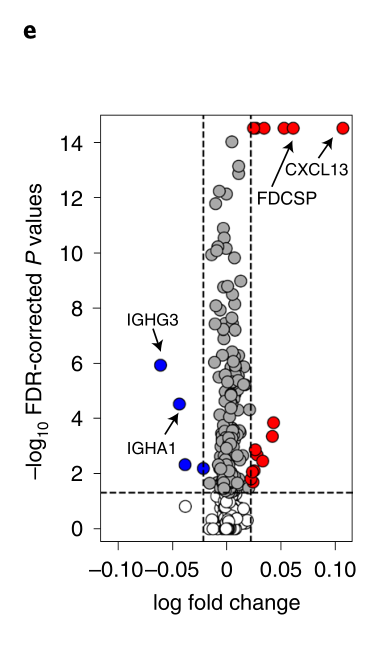 e
14
CXCL13
12
FDCSP
10
8
IGHG3
6
4
IGHA1
2
0
–log10 FDR-corrected P values
–0.10 –0.05 0 0.05 0.10
log fold change